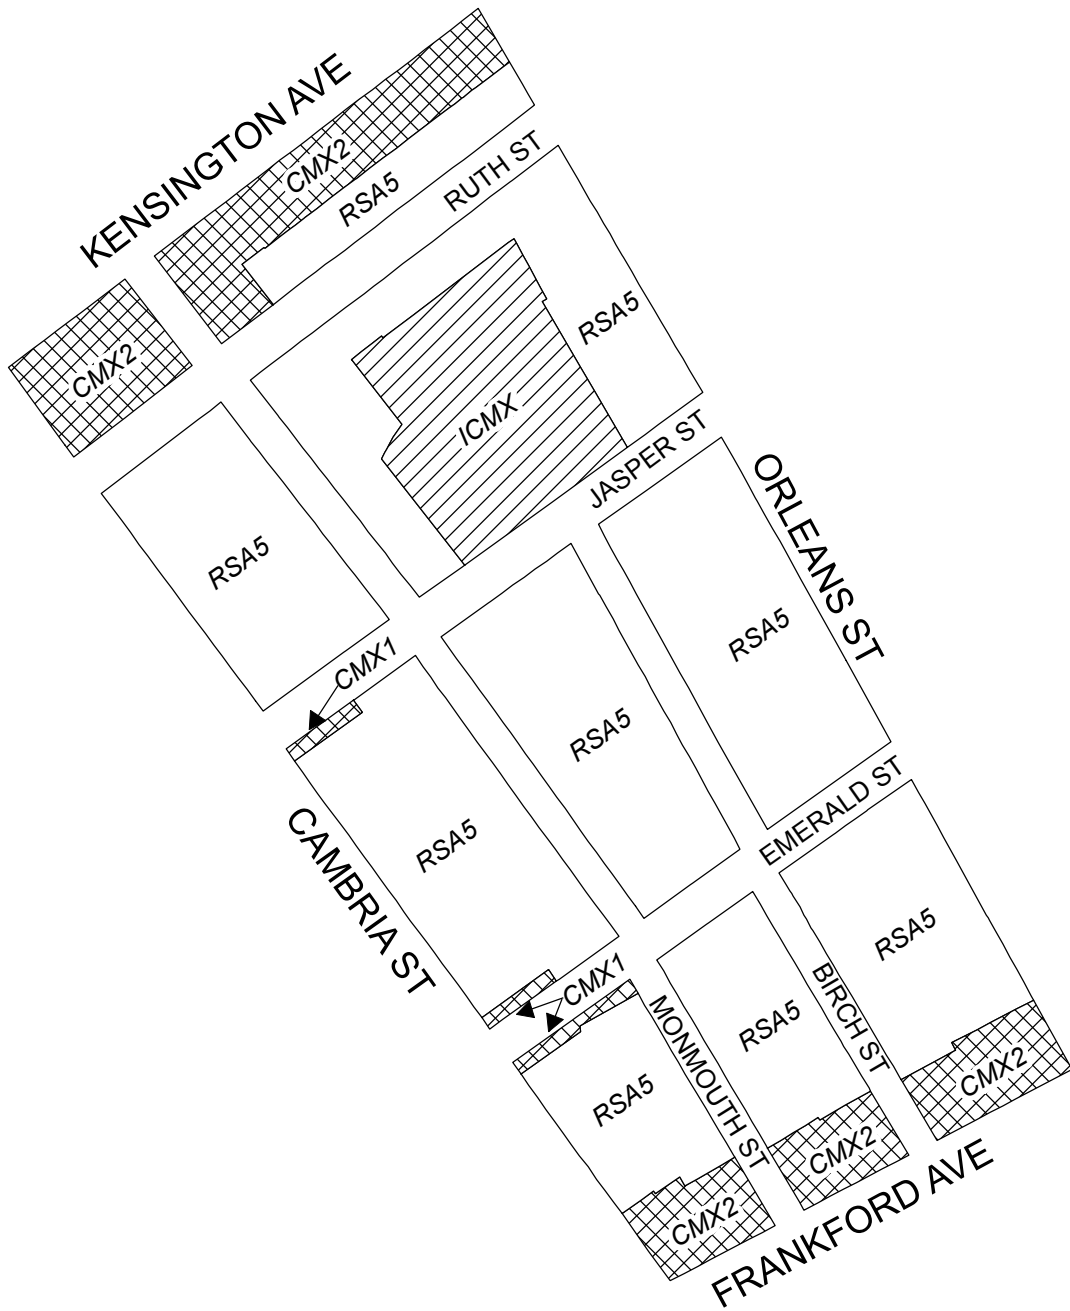 KENSINGTON AVE
CMX2
RSA5
RUTH ST
CMX2
RSA5
ICMX
JASPER ST
ORLEANS ST
RSA5
RSA5
CMX1
RSA5
EMERALD ST
CAMBRIA ST
RSA5
RSA5
CMX1
BIRCH ST
MONMOUTH ST
RSA5
RSA5
CMX2
CMX2
CMX2
FRANKFORD AVE